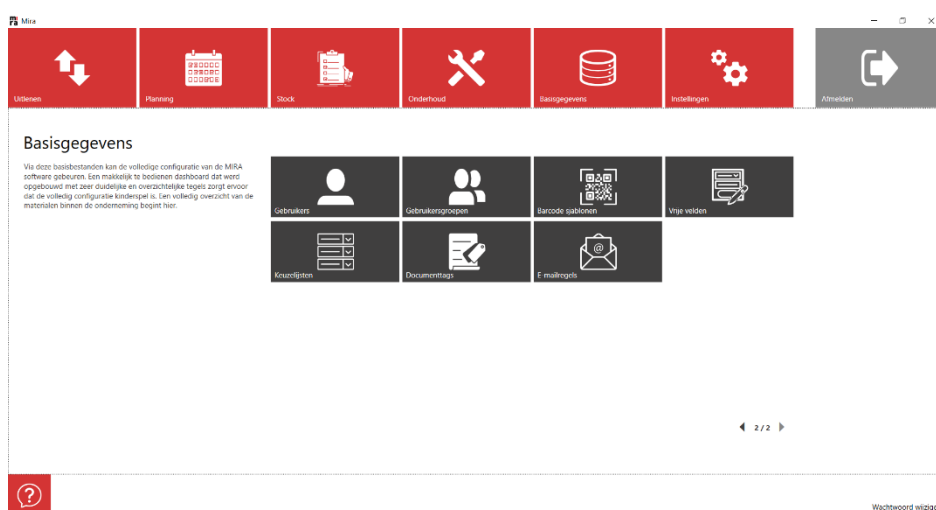 Mira
Uitlenen
Planning
Stock
Onderhoud
Basisgegevens
Instellingen
Afmelden
Basisgegevens
Via deze basisbestanden kan de volledige configuratie van de MIRA
software gebeuren. Een makkelijk te bedienen dashboard dat werd
opgebouwd met zeer duidelijke en overzichtelijke tegels zorgt ervoor
dat de volledig configuratie kinderspel is. Een volledig overzicht van de
materialen binnen de onderneming begint hier.
Gebruikers
Gebruikersgroepen
Barcode sjablonen
Vrije velden
Keuzelijsten
Documenttags
E-mailregels
2 / 2
Wachtwoord wijzige